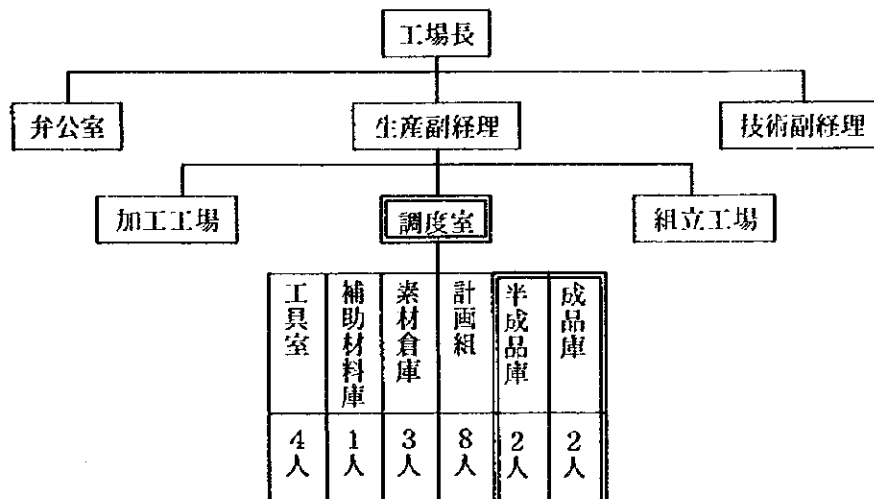 工場長
弁公室
生産副経理
技術副経理
加工工場
調度室
組立工場
工具室
補助材料庫
素材倉庫
計画組
半成品庫
成品庫
4人
1人
3人
8人
2人
2人